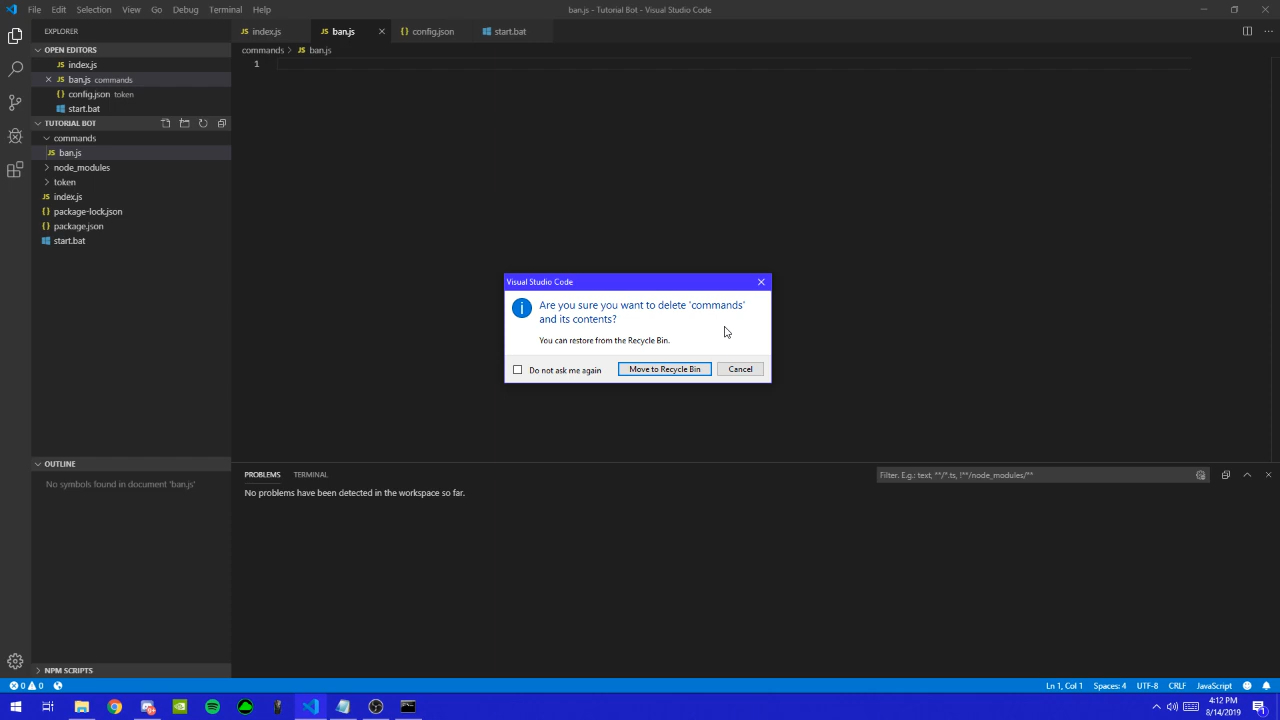 File Edit Selection View Go Debug Terminal Help
ban.js - Tutorial Bot - Visual Studio Code
EXPLORER
index.js
ban.js
config.json
start.bat
OPEN EDITORS
commands > ban.js
index.js
1
ban.js commands
config.json token
start.bat
TUTORIAL BOT
commands
ban.js
node_modules
token
index.js
package-lock.json
package.json
start.bat
Visual Studio Code
Are you sure you want to delete 'commands'
and its contents?
You can restore from the Recycle Bin.
Do not ask me again
Move to Recycle Bin
Cancel
OUTLINE
No symbols found in document 'ban.js'
PROBLEMS
TERMINAL
Filter. E.g.: text, **/*.ts, !**/node_modules/**
No problems have been detected in the workspace so far.
NPM SCRIPTS
0 0
Ln 1, Col 1
Spaces: 4
UTF-8
CRLF
JavaScript
4:12 PM
8/14/2019
1